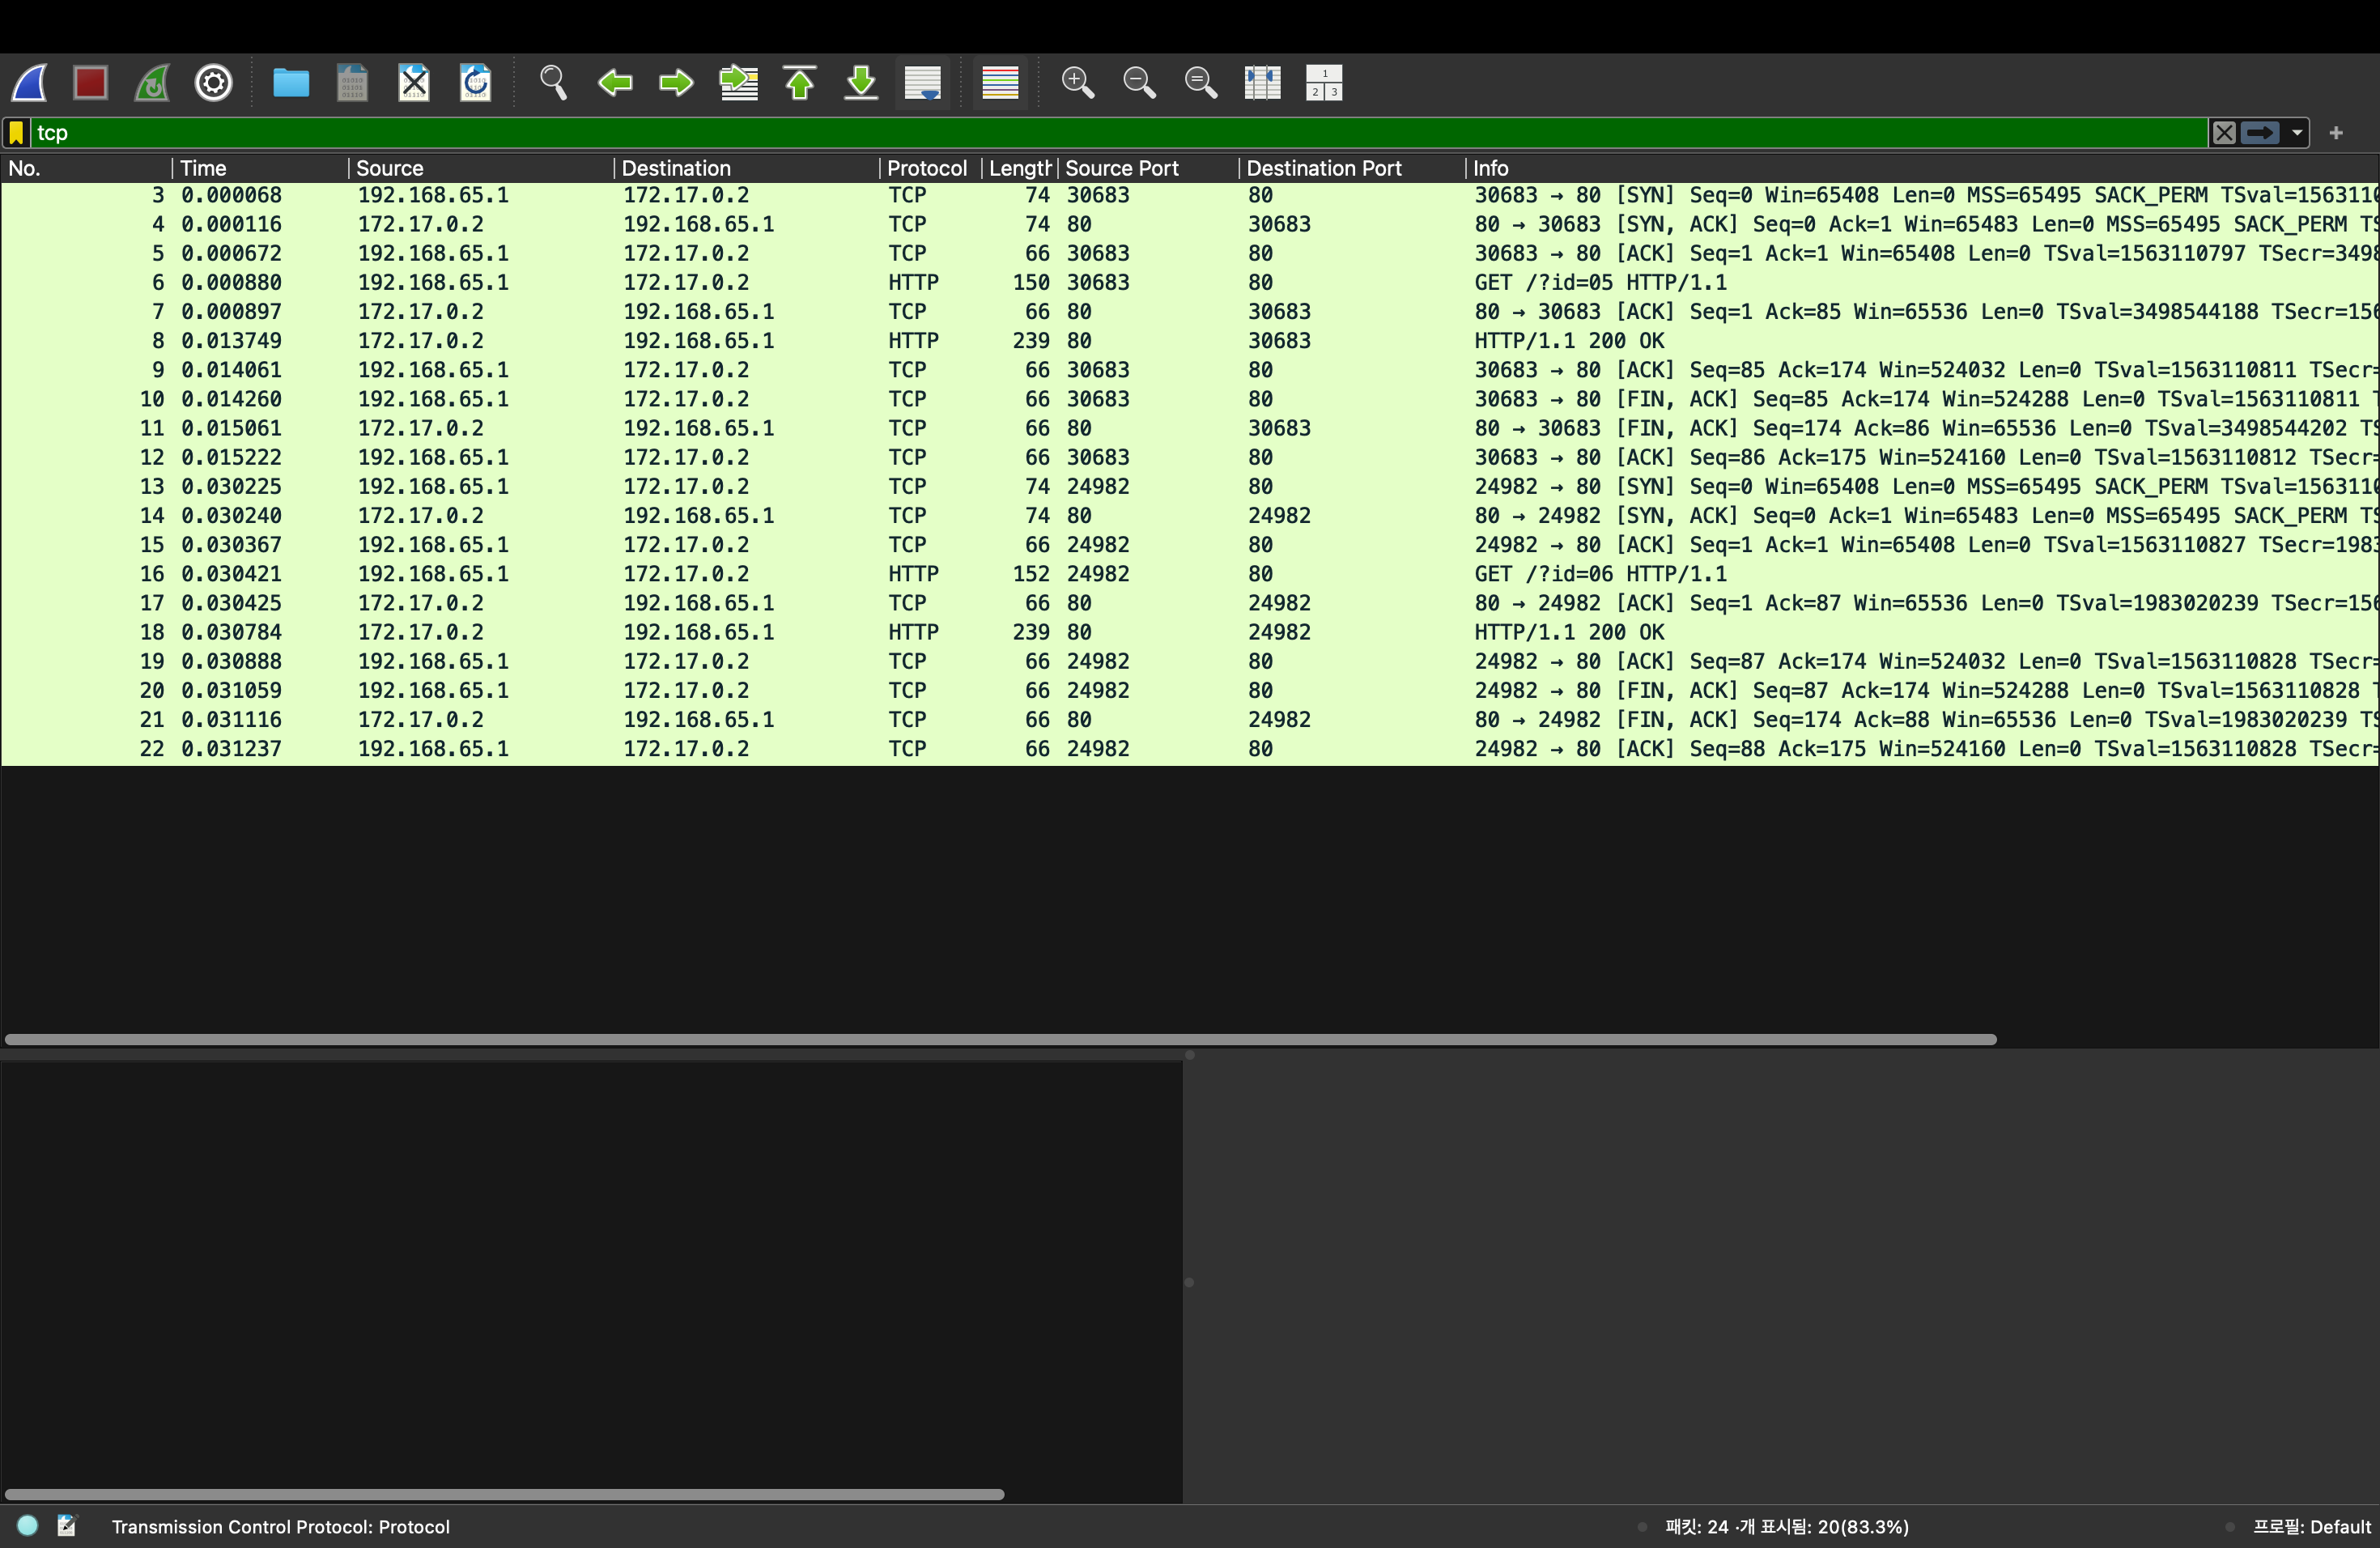 tcp
No. Time Source Destination Protocol Length Source Port Destination Port Info
3 0.000068 192.168.65.1 172.17.0.2 TCP 74 30683 80 30683 → 80 [SYN] Seq=0 Win=65408 Len=0 MSS=65495 SACK_PERM TSval=1563110
4 0.000116 172.17.0.2 192.168.65.1 TCP 74 80 30683 80 → 30683 [SYN, ACK] Seq=0 Ack=1 Win=65483 Len=0 MSS=65495 SACK_PERM TS
5 0.000672 192.168.65.1 172.17.0.2 TCP 66 30683 80 30683 → 80 [ACK] Seq=1 Ack=1 Win=65408 Len=0 TSval=1563110797 TSecr=3498
6 0.000880 192.168.65.1 172.17.0.2 HTTP 150 30683 80 GET /?id=05 HTTP/1.1
7 0.000897 172.17.0.2 192.168.65.1 TCP 66 80 30683 80 → 30683 [ACK] Seq=1 Ack=85 Win=65536 Len=0 TSval=3498544188 TSecr=156
8 0.013749 172.17.0.2 192.168.65.1 HTTP 239 80 30683 HTTP/1.1 200 OK
9 0.014061 192.168.65.1 172.17.0.2 TCP 66 30683 80 30683 → 80 [ACK] Seq=85 Ack=174 Win=524032 Len=0 TSval=1563110811 TSecr=
10 0.014260 192.168.65.1 172.17.0.2 TCP 66 30683 80 30683 → 80 [FIN, ACK] Seq=85 Ack=174 Win=524288 Len=0 TSval=1563110811 T
11 0.015061 172.17.0.2 192.168.65.1 TCP 66 80 30683 80 → 30683 [FIN, ACK] Seq=174 Ack=86 Win=65536 Len=0 TSval=3498544202 TS
12 0.015222 192.168.65.1 172.17.0.2 TCP 66 30683 80 30683 → 80 [ACK] Seq=86 Ack=175 Win=524160 Len=0 TSval=1563110812 TSecr=
13 0.030225 192.168.65.1 172.17.0.2 TCP 74 24982 80 24982 → 80 [SYN] Seq=0 Win=65408 Len=0 MSS=65495 SACK_PERM TSval=1563110
14 0.030240 172.17.0.2 192.168.65.1 TCP 74 80 24982 80 → 24982 [SYN, ACK] Seq=0 Ack=1 Win=65483 Len=0 MSS=65495 SACK_PERM TS
15 0.030367 192.168.65.1 172.17.0.2 TCP 66 24982 80 24982 → 80 [ACK] Seq=1 Ack=1 Win=65408 Len=0 TSval=1563110827 TSecr=1983
16 0.030421 192.168.65.1 172.17.0.2 HTTP 152 24982 80 GET /?id=06 HTTP/1.1
17 0.030425 172.17.0.2 192.168.65.1 TCP 66 80 24982 80 → 24982 [ACK] Seq=1 Ack=87 Win=65536 Len=0 TSval=1983020239 TSecr=156
18 0.030784 172.17.0.2 192.168.65.1 HTTP 239 80 24982 HTTP/1.1 200 OK
19 0.030888 192.168.65.1 172.17.0.2 TCP 66 24982 80 24982 → 80 [ACK] Seq=87 Ack=174 Win=524032 Len=0 TSval=1563110828 TSecr=
20 0.031059 192.168.65.1 172.17.0.2 TCP 66 24982 80 24982 → 80 [FIN, ACK] Seq=87 Ack=174 Win=524288 Len=0 TSval=1563110828 T
21 0.031116 172.17.0.2 192.168.65.1 TCP 66 80 24982 80 → 24982 [FIN, ACK] Seq=174 Ack=88 Win=65536 Len=0 TSval=1983020239 TS
22 0.031237 192.168.65.1 172.17.0.2 TCP 66 24982 80 24982 → 80 [ACK] Seq=88 Ack=175 Win=524160 Len=0 TSval=1563110828 TSecr=
Transmission Control Protocol: Protocol 패킷: 24 ·개 표시됨: 20(83.3%) 프로필: Default